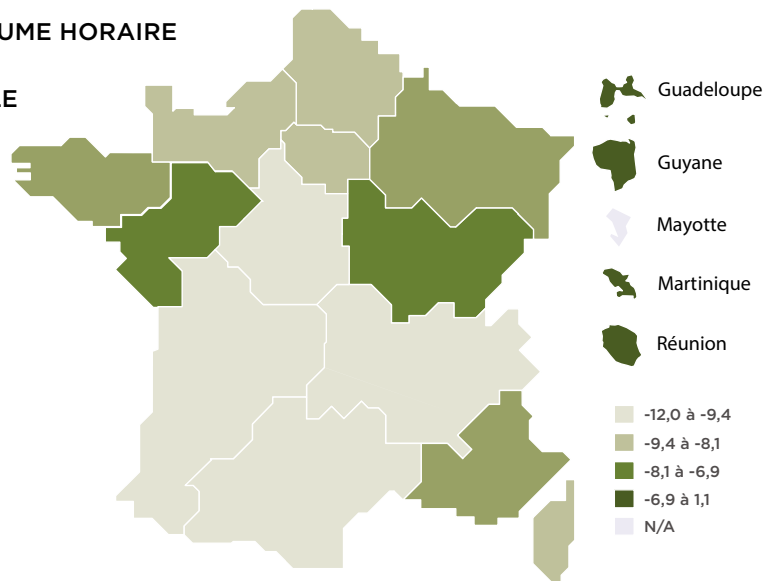 UME HORAIRE
LE
Guadeloupe
Guyane
Mayotte
Martinique
Réunion
-12,0 à -9,4
-9,4 à -8,1
-8,1 à -6,9
-6,9 à 1,1
N/A